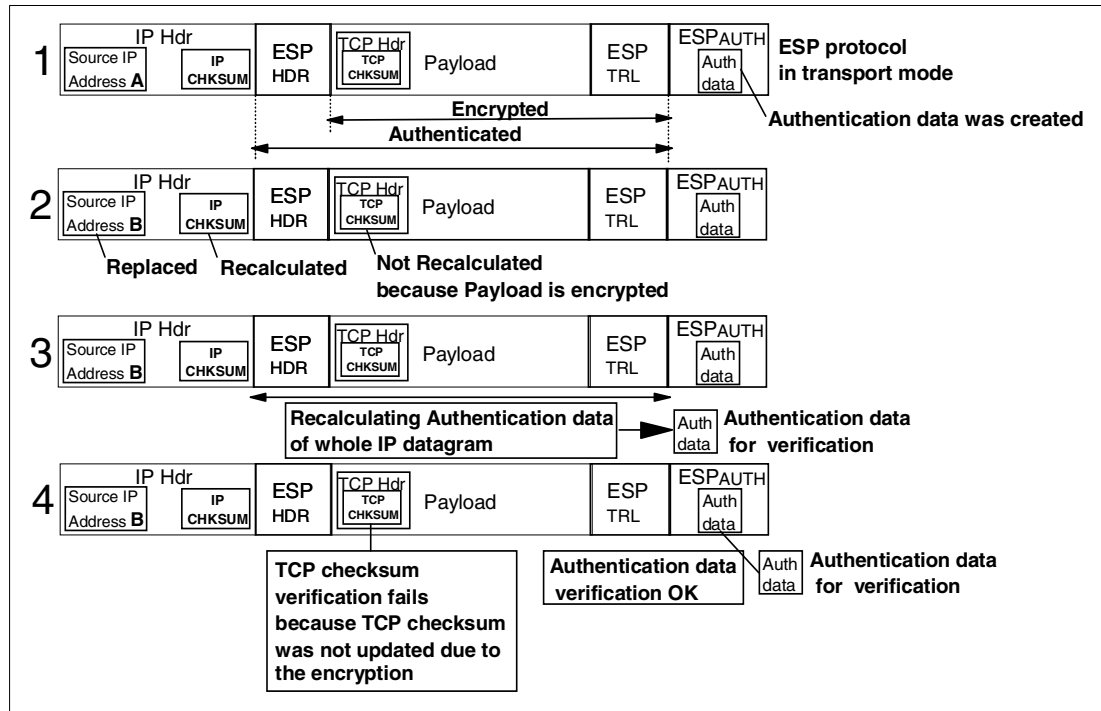 1
IP Hdr
Source IP
Address A
IP
CHKSUM
ESP
HDR
TCP Hdr
TCP
CHKSUM
Payload
ESP
TRL
ESPAUTH
Auth
data
ESP protocol
in transport mode
Authentication data was created
Encrypted
Authenticated
2
IP Hdr
Source IP
Address B
IP
CHKSUM
ESP
HDR
TCP Hdr
TCP
CHKSUM
Payload
ESP
TRL
ESPAUTH
Auth
data
Replaced
Recalculated
Not Recalculated
because Payload is encrypted
3
IP Hdr
Source IP
Address B
IP
CHKSUM
ESP
HDR
TCP Hdr
TCP
CHKSUM
Payload
ESP
TRL
ESPAUTH
Auth
data
Recalculating Authentication data
of whole IP datagram
Auth
data
Authentication data
for verification
4
IP Hdr
Source IP
Address B
IP
CHKSUM
ESP
HDR
TCP Hdr
TCP
CHKSUM
Payload
ESP
TRL
ESPAUTH
Auth
data
TCP checksum
verification fails
because TCP checksum
was not updated due to
the encryption
Authentication data
verification OK
Auth
data
Authentication data
for verification